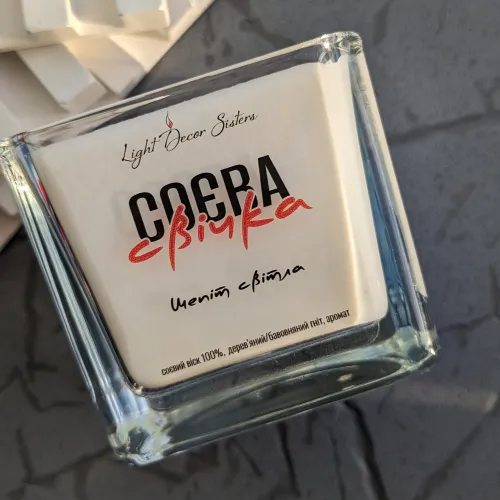 Light Decor Sisters
СОЄВА
свічка
Шепіт світла
соєвий віск 100%, дерев'яний/бавовняний гніт, аромат